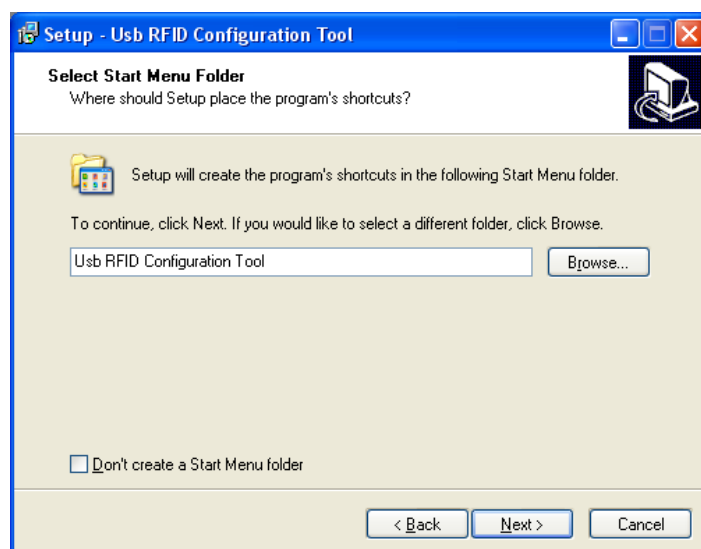 Setup - Usb RFID Configuration Tool
Select Start Menu Folder
Where should Setup place the program's shortcuts?
Setup will create the program's shortcuts in the following Start Menu folder.
To continue, click Next. If you would like to select a different folder, click Browse.
Usb RFID Configuration Tool
Browse...
Don't create a Start Menu folder
< Back Next > Cancel